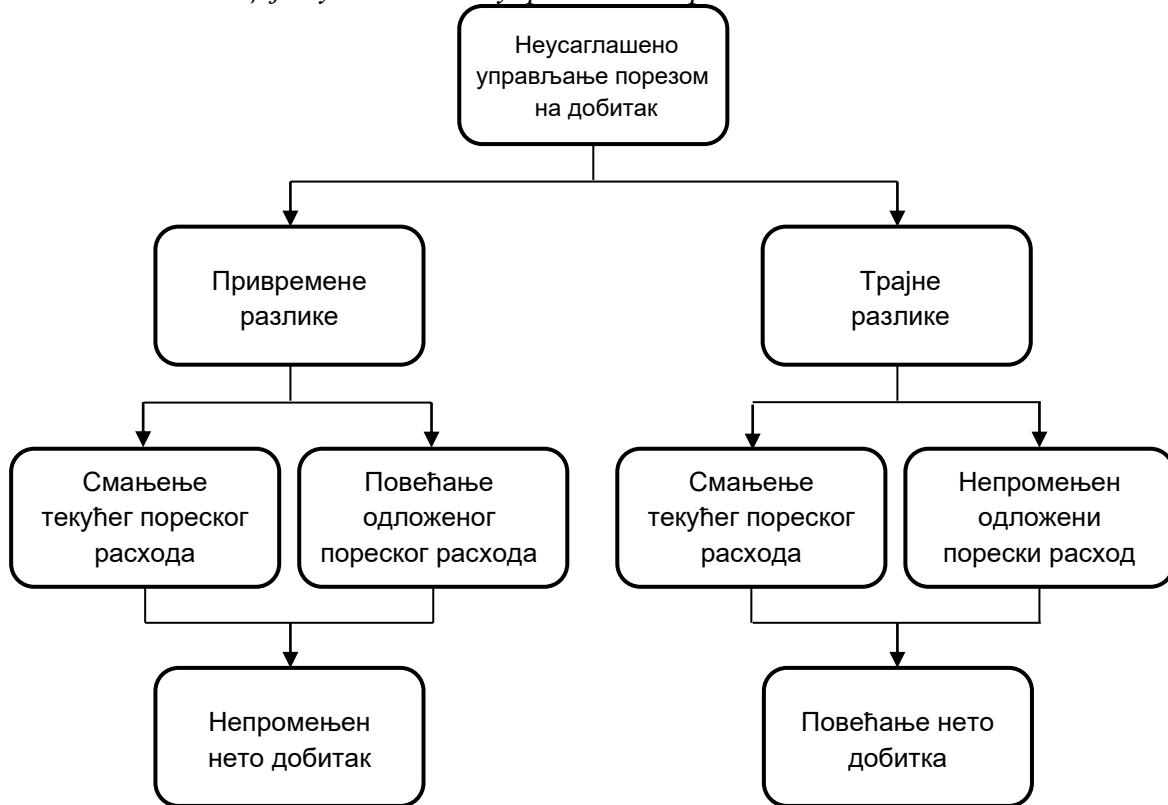 Неусаглашено
управљање порезом
на добитак
Привремене
разлике
Трајне
разлике
Смањење
текућег пореског
расхода
Повећање
одложеног
пореског расхода
Смањење
текућег пореског
расхода
Непромењен
одложени
порески расход
Непромењен
нето добитак
Повећање нето
добитка